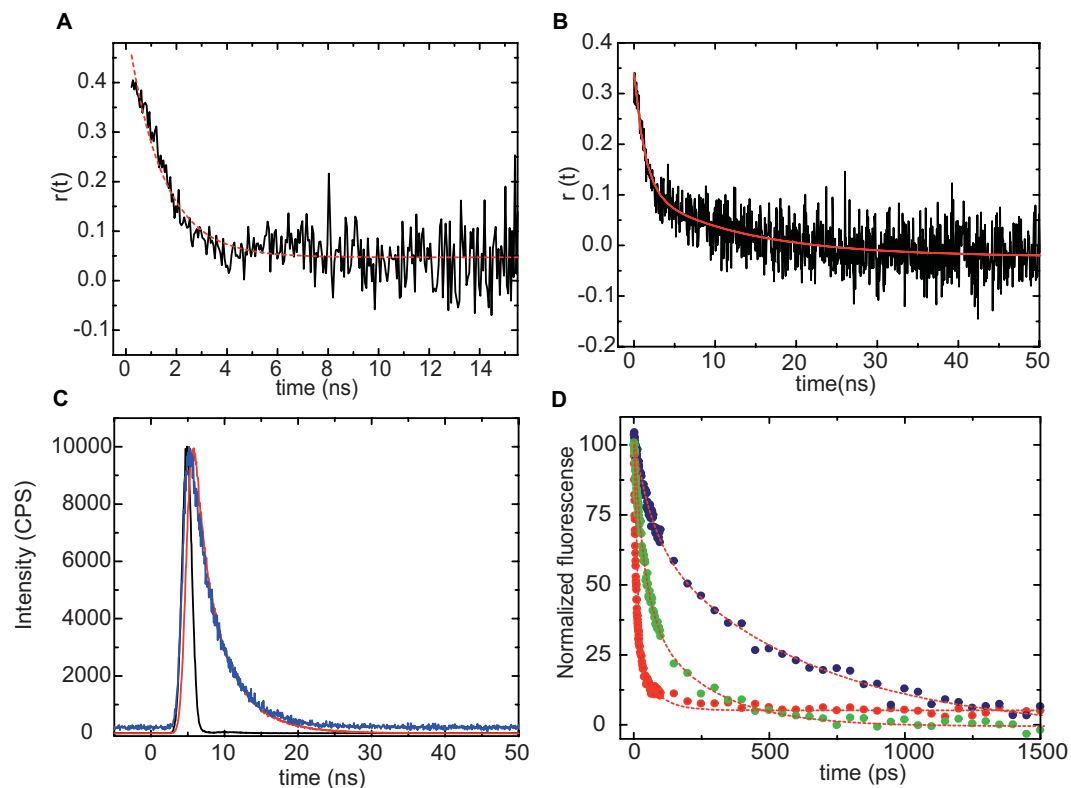 A
0.4
0.3
0.2
0.1
0.0
-0.1
r(t)
0 2 4 6 8 10 12 14
time (ns)
B
0.4
0.3
0.2
0.1
0.0
-0.1
-0.2
r (t)
0 10 20 30 40 50
time(ns)
C
10000
8000
6000
4000
2000
0
Intensity (CPS)
0 10 20 30 40 50
time (ns)
D
100
75
50
25
0
Normalized fluorescense
0 500 1000 1500
time (ps)